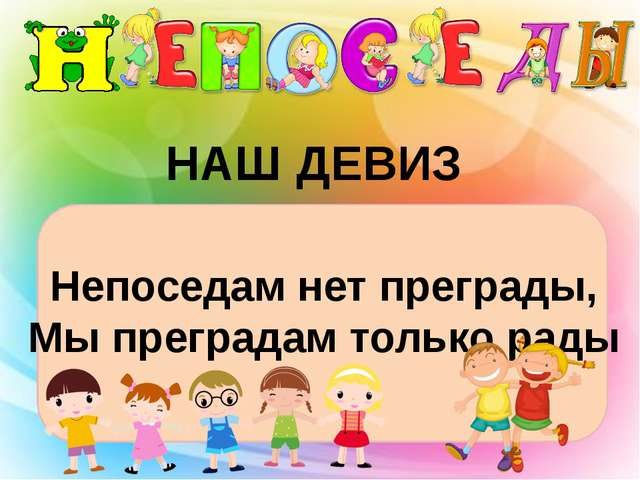 НЕПОСЕДЫ
НАШ ДЕВИЗ
Непоседам нет преграды,
Мы преградам только рады